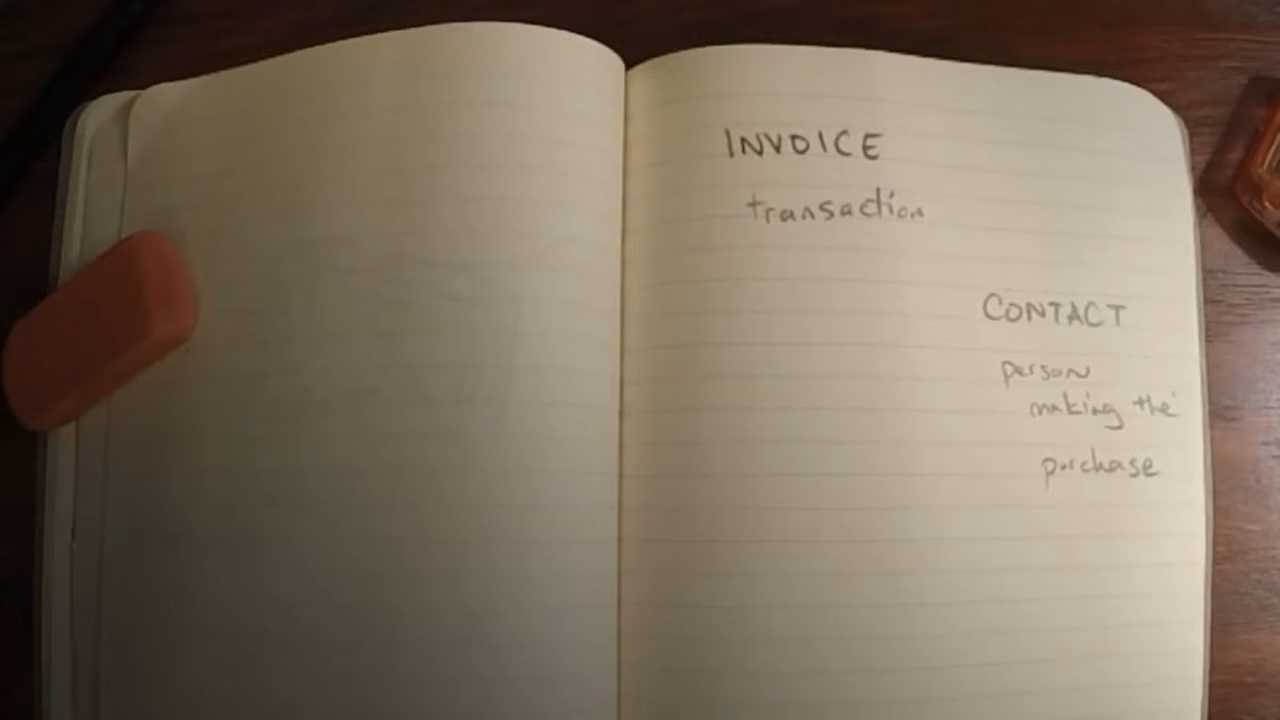 INVOICE
transaction
CONTACT
person
making the
purchase